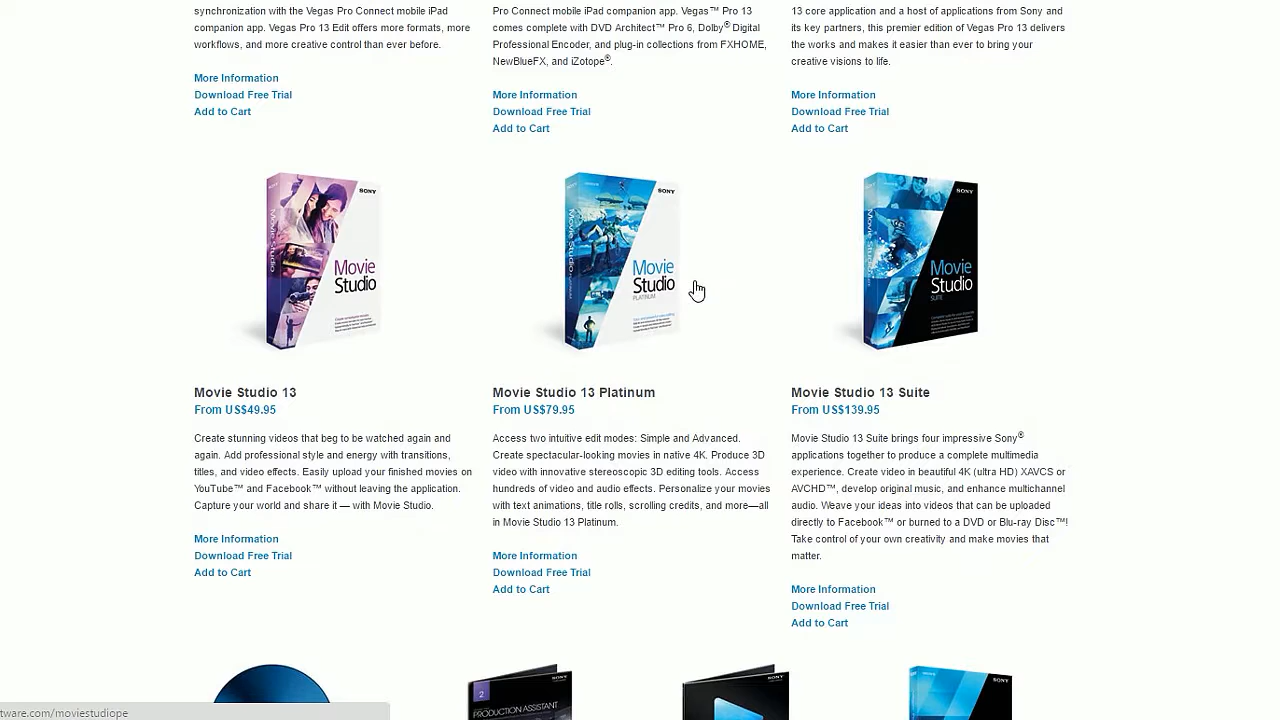 synchronization with the Vegas Pro Connect mobile iPad
companion app. Vegas Pro 13 Edit offers more formats, more
workflows, and more creative control than ever before.
More Information
Download Free Trial
Add to Cart
Pro Connect mobile iPad companion app. Vegas™ Pro 13
comes complete with DVD Architect™ Pro 6, Dolby® Digital
Professional Encoder, and plug-in collections from FXHOME,
NewBlueFX, and iZotope®.
More Information
Download Free Trial
Add to Cart
13 core application and a host of applications from Sony and
its key partners, this premier edition of Vegas Pro 13 delivers
the works and makes it easier than ever to bring your
creative visions to life.
More Information
Download Free Trial
Add to Cart
SONY
Movie Studio
Movie
Studio
SONY
Movie
Studio
PLATINUM
SONY
Movie
Studio
SUITE
Movie Studio 13
From US$49.95
Create stunning videos that beg to be watched again and
again. Add professional style and energy with transitions,
titles, and video effects. Easily upload your finished movies on
YouTube™ and Facebook™ without leaving the application.
Capture your world and share it — with Movie Studio.
More Information
Download Free Trial
Add to Cart
Movie Studio 13 Platinum
From US$79.95
Access two intuitive edit modes: Simple and Advanced.
Create spectacular-looking movies in native 4K. Produce 3D
video with innovative stereoscopic 3D editing tools. Access
hundreds of video and audio effects. Personalize your movies
with text animations, title rolls, scrolling credits, and more—all
in Movie Studio 13 Platinum.
More Information
Download Free Trial
Add to Cart
Movie Studio 13 Suite
From US$139.95
Movie Studio 13 Suite brings four impressive Sony®
applications together to produce a complete multimedia
experience. Create video in beautiful 4K (ultra HD) XAVCS or
AVCHD™, develop original music, and enhance multichannel
audio. Weave your ideas into videos that can be uploaded
directly to Facebook™ or burned to a DVD or Blu-ray Disc™!
Take control of your own creativity and make movies that
matter.
More Information
Download Free Trial
Add to Cart
SONY
2
PRODUCTION ASSISTANT
SONY
SONY
tware.com/moviestudiope